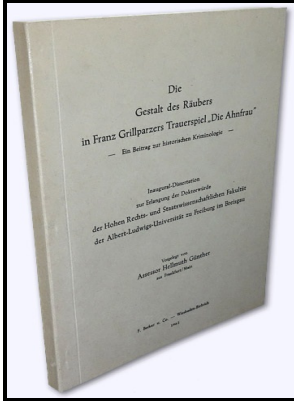 Die
Gestalt des Räubers
in Franz Grillparzers Trauerspiel „Die Ahnfrau"
— Ein Beitrag zur historischen Kriminologie —
Inaugural-Dissertation
zur Erlangung der Doktorwürde
der Hohen Rechts- und Staatswissenschaftlichen Fakultät
der Albert-Ludwigs-Universität zu Freiburg im Breisgau
Vorgelegt von
Assessor Hellmuth Günther
aus Frankfurt/Main
Wiesbaden-Biebrich